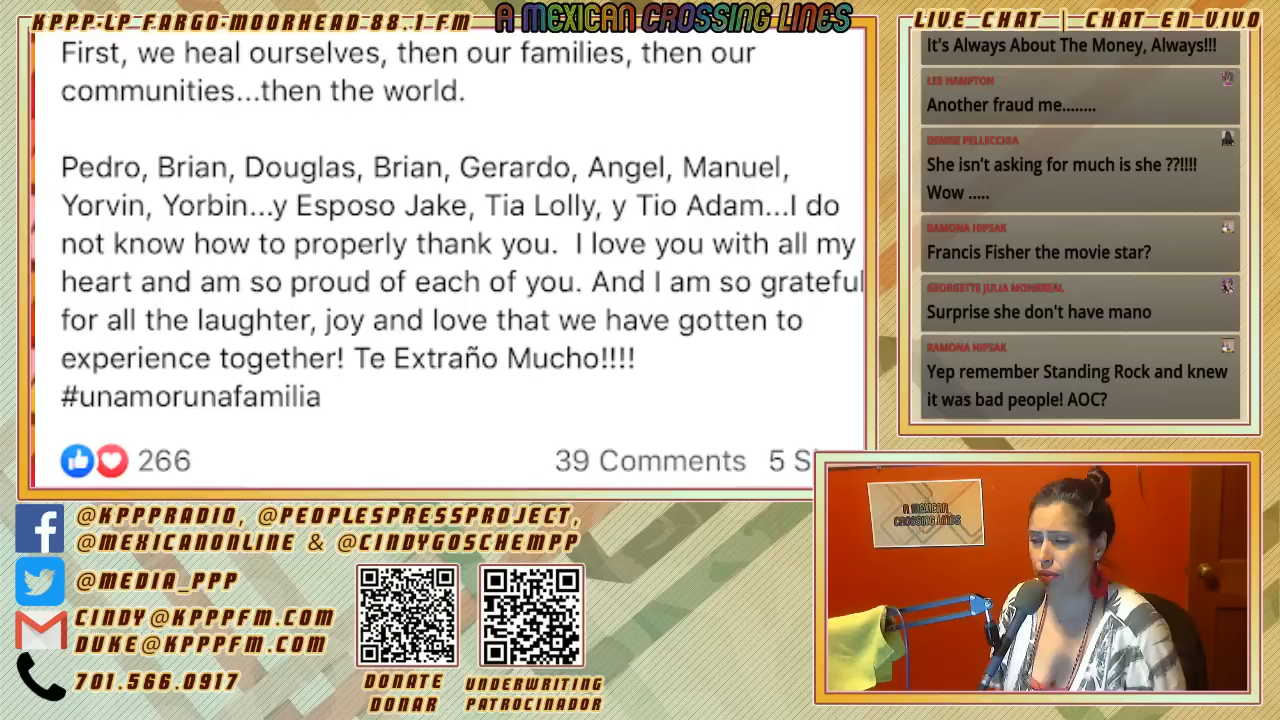 KPPP-LP FARGO-MOORHEAD 88.1 FM
A MEXICAN CROSSING LINES
LIVE CHAT | CHAT EN VIVO
First, we heal ourselves, then our families, then our
communities...then the world.
Pedro, Brian, Douglas, Brian, Gerardo, Angel, Manuel,
Yorvin, Yorbin...y Esposo Jake, Tia Lolly, y Tio Adam...I do
not know how to properly thank you. I love you with all my
heart and am so proud of each of you. And I am so grateful
for all the laughter, joy and love that we have gotten to
experience together! Te Extraño Mucho!!!!
#unamorunafamilia
266
39 Comments 5 S
It's Always About The Money, Always!!!
LEE HAMPTON
Another fraud me........
DENISE PELLECCHIA
She isn't asking for much is she ??!!!!
Wow .....
RAMONA HIPSAK
Francis Fisher the movie star?
GEORGETTE JULIA MONREAL
Surprise she don't have mano
RAMONA HIPSAK
Yep remember Standing Rock and knew
it was bad people! AOC?
A MEXICAN
CROSSING LINES
@KPPPRADIO, @PEOPLESPRESSPROJECT,
@MEXICANONLINE & @CINDYGOSCHEMPP
@MEDIA_PPP
CINDY@KPPPFM.COM
DUKE@KPPPFM.COM
701.566.0917
DONATE
DONAR
UNDERWRITING
PATROCINADOR